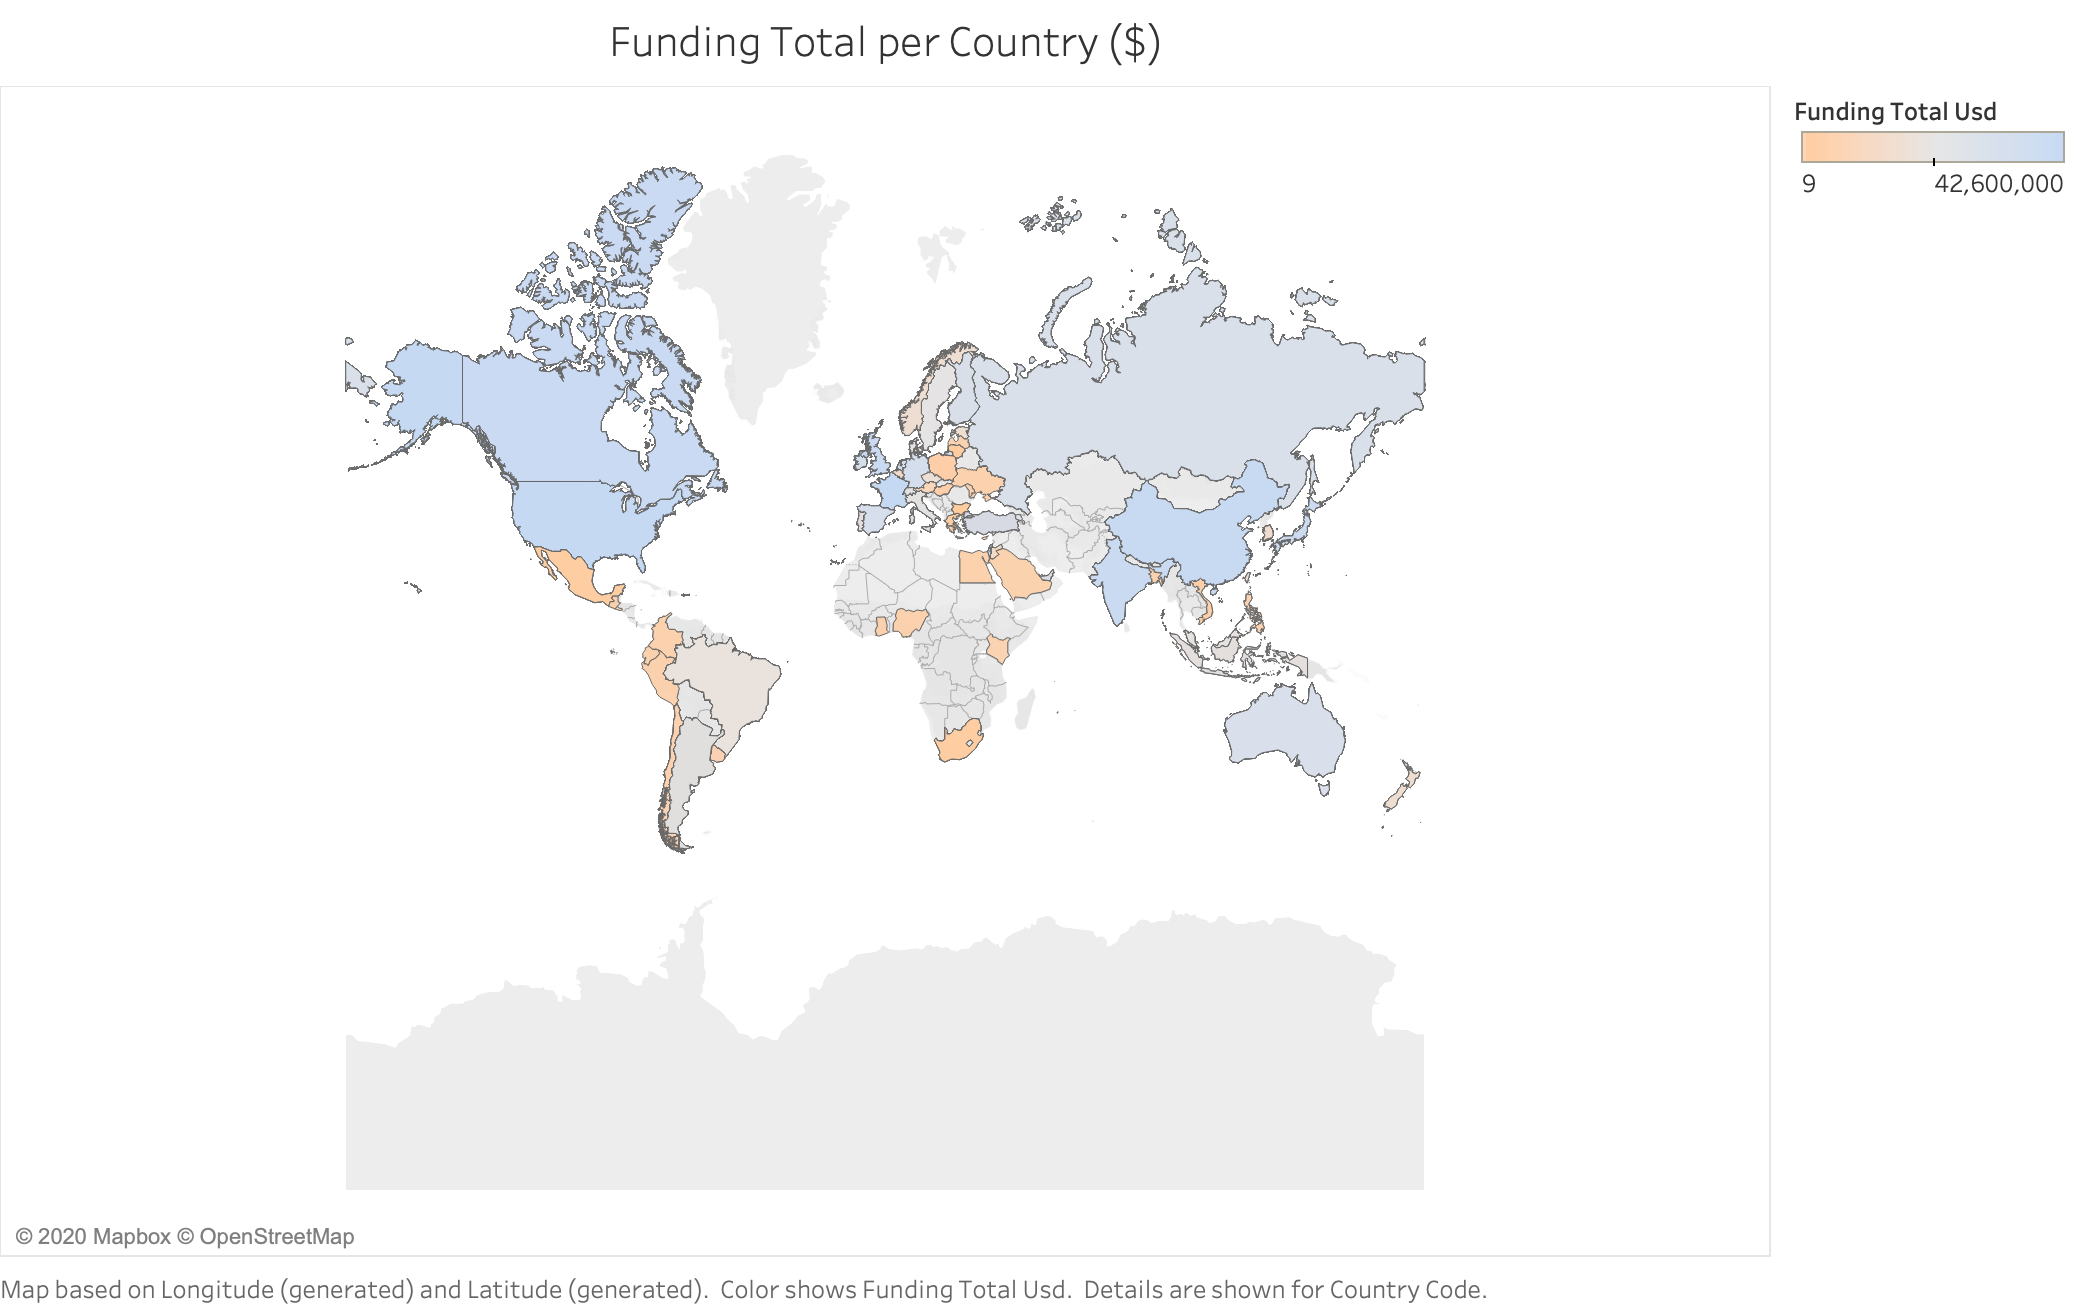 Funding Total per Country ($)
Funding Total Usd
9
42,600,000
© 2020 Mapbox © OpenStreetMap
Map based on Longitude (generated) and Latitude (generated).  Color shows Funding Total Usd.  Details are shown for Country Code.